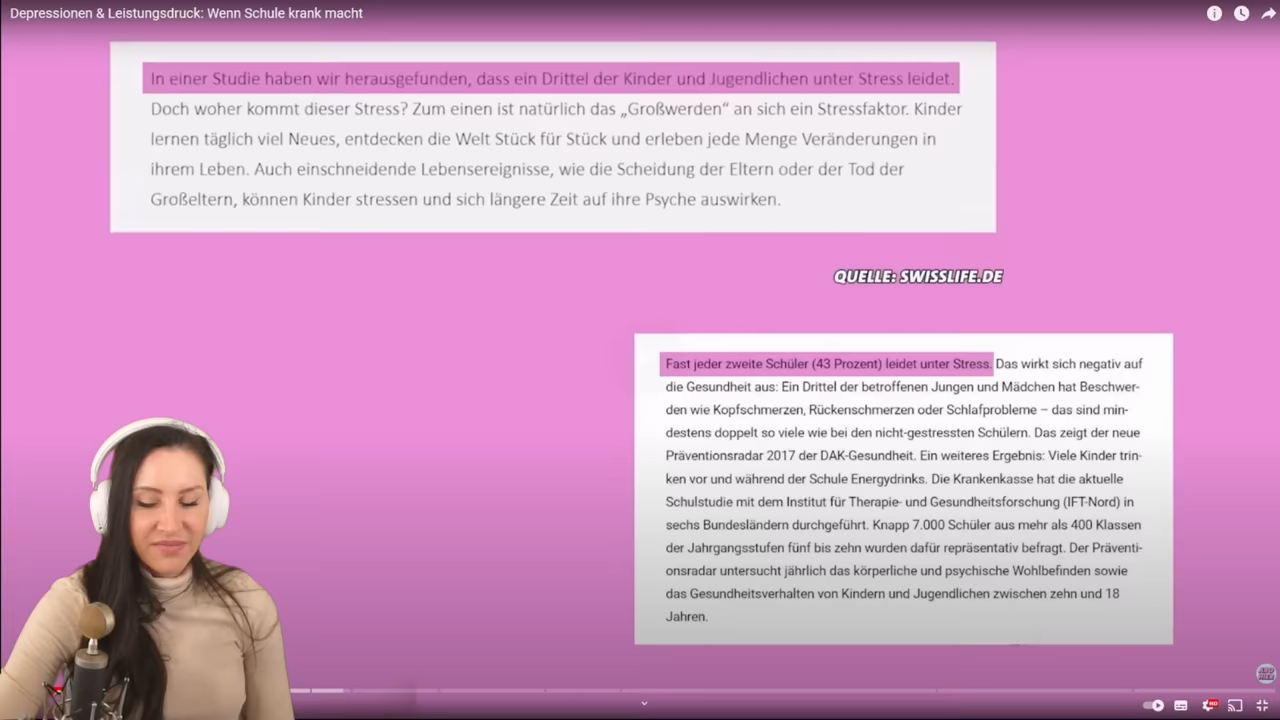 Depressionen & Leistungsdruck: Wenn Schule krank macht
In einer Studie haben wir herausgefunden, dass ein Drittel der Kinder und Jugendlichen unter Stress leidet.
Doch woher kommt dieser Stress? Zum einen ist natürlich das „Großwerden“ an sich ein Stressfaktor. Kinder
lernen täglich viel Neues, entdecken die Welt Stück für Stück und erleben jede Menge Veränderungen in
ihrem Leben. Auch einschneidende Lebensereignisse, wie die Scheidung der Eltern oder der Tod der
Großeltern, können Kinder stressen und sich längere Zeit auf ihre Psyche auswirken.
QUELLE: SWISSLIFE.DE
Fast jeder zweite Schüler (43 Prozent) leidet unter Stress. Das wirkt sich negativ auf
die Gesundheit aus: Ein Drittel der betroffenen Jungen und Mädchen hat Beschwer-
den wie Kopfschmerzen, Rückenschmerzen oder Schlafprobleme – das sind min-
destens doppelt so viele wie bei den nicht-gestressten Schülern. Das zeigt der neue
Präventionsradar 2017 der DAK-Gesundheit. Ein weiteres Ergebnis: Viele Kinder trin-
ken vor und während der Schule Energydrinks. Die Krankenkasse hat die aktuelle
Schulstudie mit dem Institut für Therapie- und Gesundheitsforschung (IFT-Nord) in
sechs Bundesländern durchgeführt. Knapp 7.000 Schüler aus mehr als 400 Klassen
der Jahrgangsstufen fünf bis zehn wurden dafür repräsentativ befragt. Der Präventi-
onsradar untersucht jährlich das körperliche und psychische Wohlbefinden sowie
das Gesundheitsverhalten von Kindern und Jugendlichen zwischen zehn und 18
Jahren.
HD